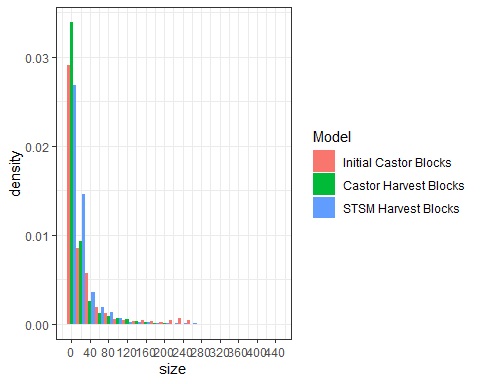 0.03
0.02
0.01
0.00
density
0 40 80 120 160 200 240 280 320 360 400 440
size
Model
Initial Castor Blocks
Castor Harvest Blocks
STSM Harvest Blocks